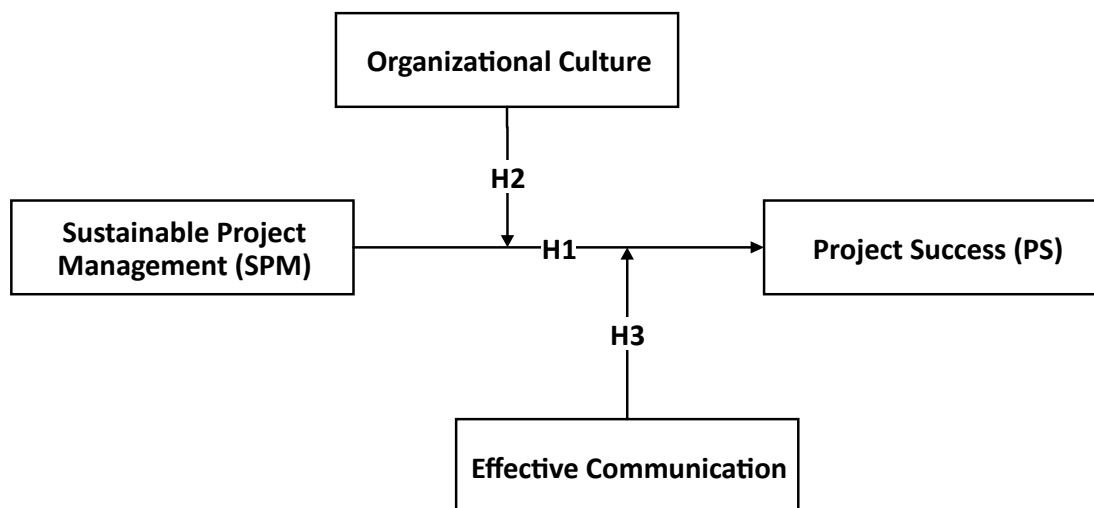 Organizational Culture
H2
Sustainable Project
Management (SPM)
H1
Project Success (PS)
H3
Effective Communication